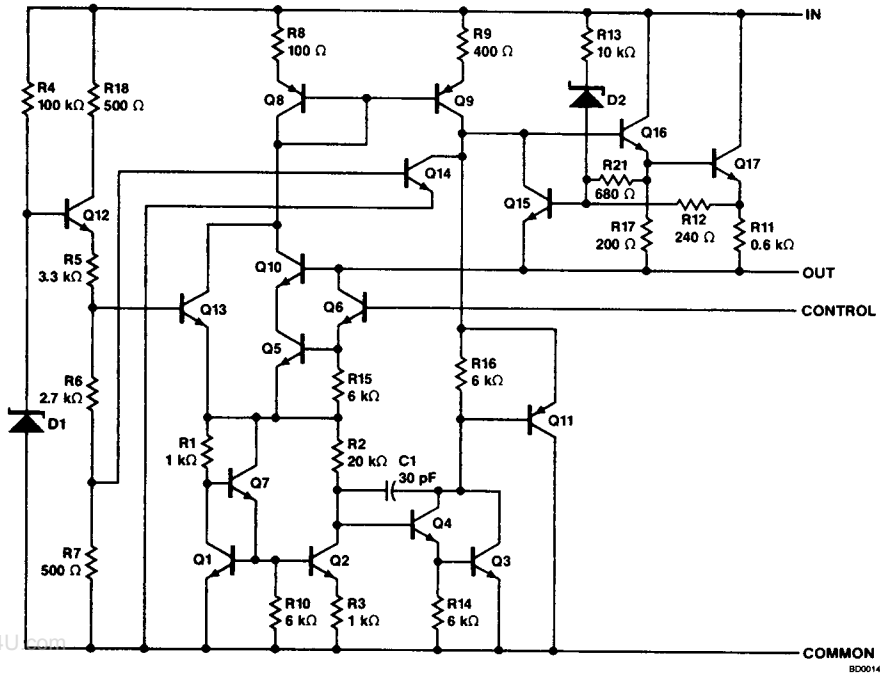 IN
R8
100 Ω
R9
400 Ω
R13
10 kΩ
R4
100 kΩ
R18
500 Ω
Q8
Q9
D2
Q16
Q14
R21
680 Ω
Q17
Q12
Q15
R17
200 Ω
R12
240 Ω
R11
0.6 kΩ
R5
3.3 kΩ
Q10
OUT
Q13
Q6
CONTROL
Q5
R6
2.7 kΩ
R15
6 kΩ
R16
6 kΩ
D1
Q11
R1
1 kΩ
R2
20 kΩ
C1
30 pF
Q7
Q4
R7
500 Ω
Q1
Q2
Q3
R10
6 kΩ
R3
1 kΩ
R14
6 kΩ
4U.com
COMMON
BD0014